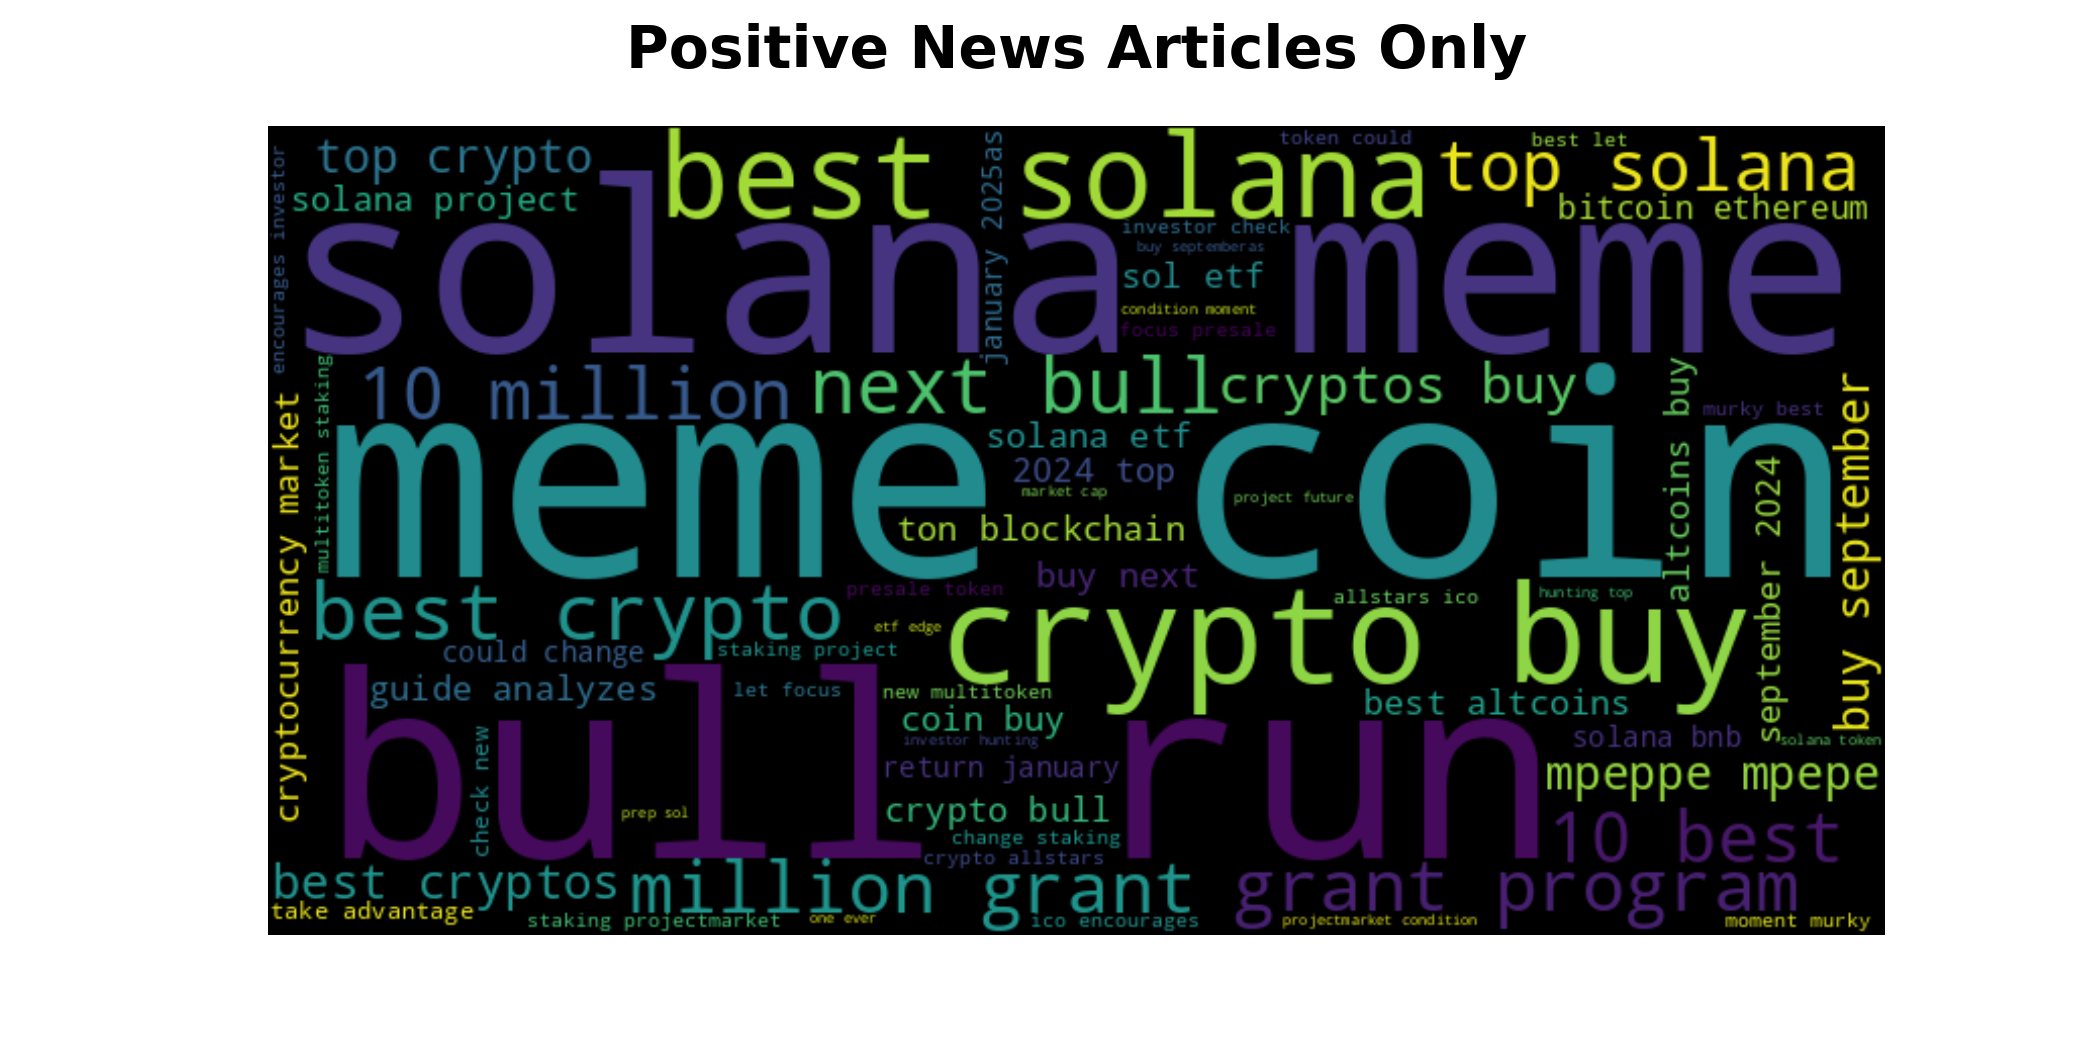 Positive News Articles Only
encourages investor
top crypto
solana project
best solana
january 2025as
token could
best let
top solana
bitcoin ethereum
solana meme
investor check
buy septemberas
sol etf
condition moment
focus presale
10 million
next bull
cryptos buy
murky best
altcoins buy
buy september
cryptocurrency market
multitoken staking
meme coin
solana etf
2024 top
market cap
project future
ton blockchain
september 2024
presale token
buy next
allstars ico
hunting top
best crypto
etf edge
crypto buy
could change
staking project
guide analyzes
let focus
new multitoken
best altcoins
coin buy
bull run
check new
investor hunting
solana bnb
solana token
return january
mpeppe mpepe
prep sol
crypto bull
change staking
10 best
crypto allstars
best cryptos
million grant
grant program
take advantage
staking projectmarket
one ever
ico encourages
projectmarket condition
moment murky